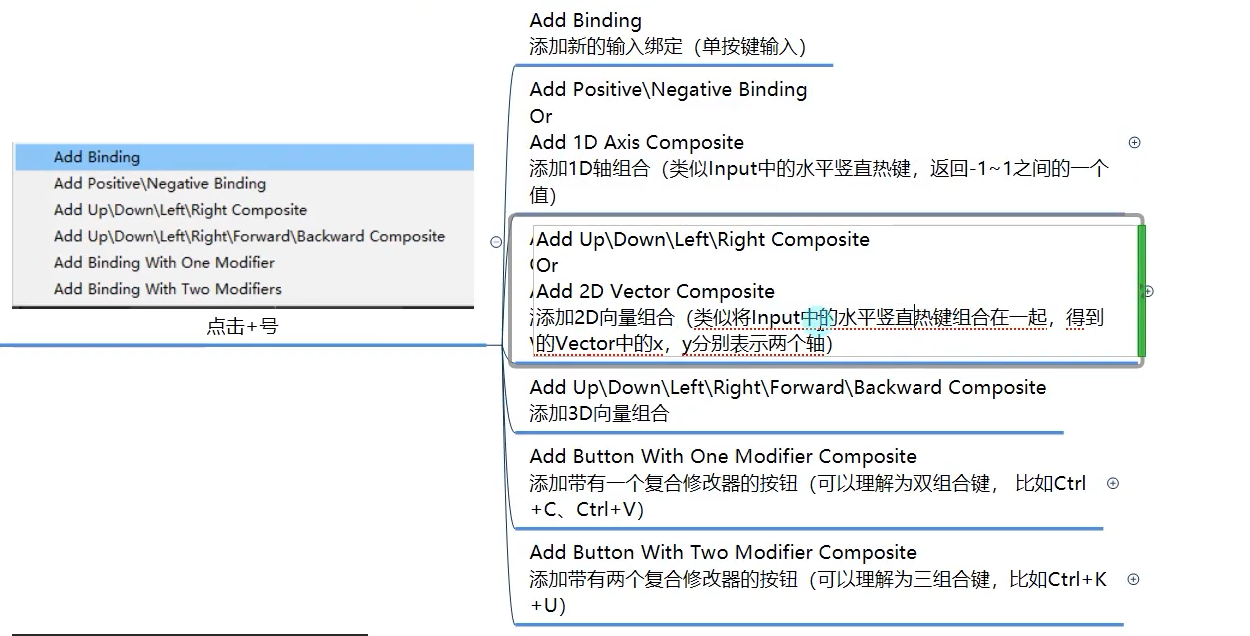 Add Binding
Add Positive\Negative Binding
Add Up\Down\Left\Right Composite
Add Up\Down\Left\Right\Forward\Backward Composite
Add Binding With One Modifier
Add Binding With Two Modifiers
点击+号
Add Binding
添加新的输入绑定（单按键输入）
Add Positive\Negative Binding
Or
Add 1D Axis Composite
添加1D轴组合（类似Input中的水平竖直热键，返回-1~1之间的一个
值）
Add Up\Down\Left\Right Composite
Or
Add 2D Vector Composite
添加2D向量组合（类似将Input中的水平竖直热键组合在一起，得到
的Vector中的x，y分别表示两个轴）
Add Up\Down\Left\Right\Forward\Backward Composite
添加3D向量组合
Add Button With One Modifier Composite
添加带有一个复合修改器的按钮（可以理解为双组合键， 比如Ctrl
+C、Ctrl+V）
Add Button With Two Modifier Composite
添加带有两个复合修改器的按钮（可以理解为三组合键，比如Ctrl+K
+U）